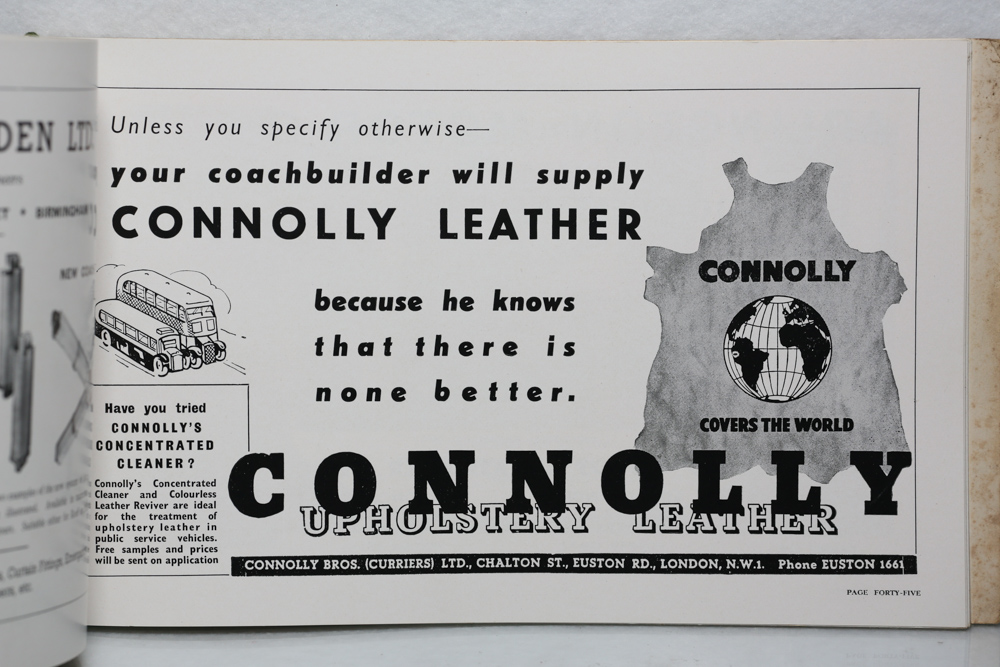 DEN LTD.
BIRMINGHAM
NEW
Unless you specify otherwise—
your coachbuilder will supply
CONNOLLY LEATHER
because he knows
that there is
none better.
CONNOLLY
COVERS THE WORLD
Have you tried
CONNOLLY'S
CONCENTRATED
CLEANER?
Connolly's Concentrated
Cleaner and Colourless
Leather Reviver are ideal
for the treatment of
upholstery leather in
public service vehicles.
Free samples and prices
will be sent on application
CONNOLLY
UPHOLSTERY LEATHER
CONNOLLY BROS. (CURRIERS) LTD., CHALTON ST., EUSTON RD., LONDON, N.W.1. Phone EUSTON 1661
PAGE FORTY-FIVE